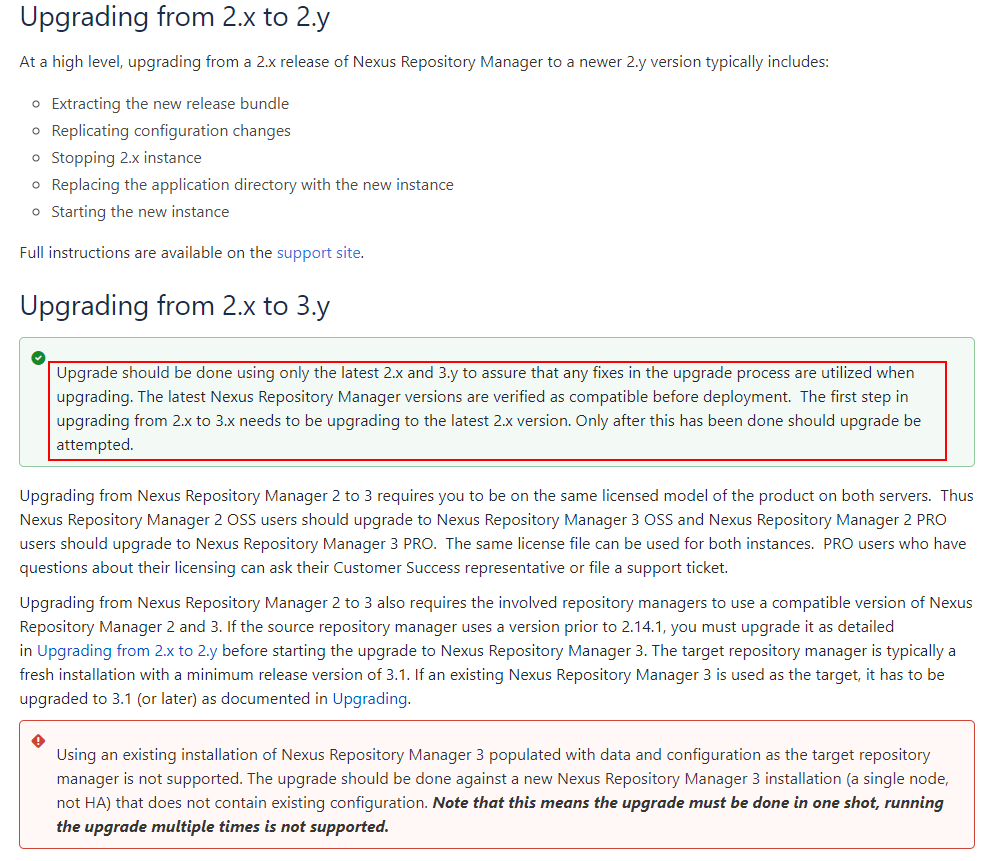 Upgrading from 2.x to 2.y
At a high level, upgrading from a 2.x release of Nexus Repository Manager to a newer 2.y version typically includes:
Extracting the new release bundle
Replicating configuration changes
Stopping 2.x instance
Replacing the application directory with the new instance
Starting the new instance
Full instructions are available on the support site.
Upgrading from 2.x to 3.y
Upgrade should be done using only the latest 2.x and 3.y to assure that any fixes in the upgrade process are utilized when
upgrading. The latest Nexus Repository Manager versions are verified as compatible before deployment.  The first step in
upgrading from 2.x to 3.x needs to be upgrading to the latest 2.x version. Only after this has been done should upgrade be
attempted.
Upgrading from Nexus Repository Manager 2 to 3 requires you to be on the same licensed model of the product on both servers.  Thus
Nexus Repository Manager 2 OSS users should upgrade to Nexus Repository Manager 3 OSS and Nexus Repository Manager 2 PRO
users should upgrade to Nexus Repository Manager 3 PRO.  The same license file can be used for both instances.  PRO users who have
questions about their licensing can ask their Customer Success representative or file a support ticket.
Upgrading from Nexus Repository Manager 2 to 3 also requires the involved repository managers to use a compatible version of Nexus
Repository Manager 2 and 3. If the source repository manager uses a version prior to 2.14.1, you must upgrade it as detailed
in Upgrading from 2.x to 2.y before starting the upgrade to Nexus Repository Manager 3. The target repository manager is typically a
fresh installation with a minimum release version of 3.1. If an existing Nexus Repository Manager 3 is used as the target, it has to be
upgraded to 3.1 (or later) as documented in Upgrading.
Using an existing installation of Nexus Repository Manager 3 populated with data and configuration as the target repository
manager is not supported. The upgrade should be done against a new Nexus Repository Manager 3 installation (a single node,
not HA) that does not contain existing configuration. Note that this means the upgrade must be done in one shot, running
the upgrade multiple times is not supported.